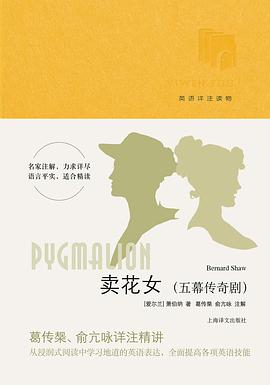 YIWEN TOBI
英语详注读物
名家注解，力求详尽
语言平实，适合精读
PYGMALION
Bernard Shaw
卖花女（五幕传奇剧）
［爱尔兰］萧伯纳 著 葛传椝 俞亢咏 注解
上海译文出版社
葛传椝、俞亢咏详注精讲
从浸润式阅读中学习地道的英语表达，全面提高各项英语技能